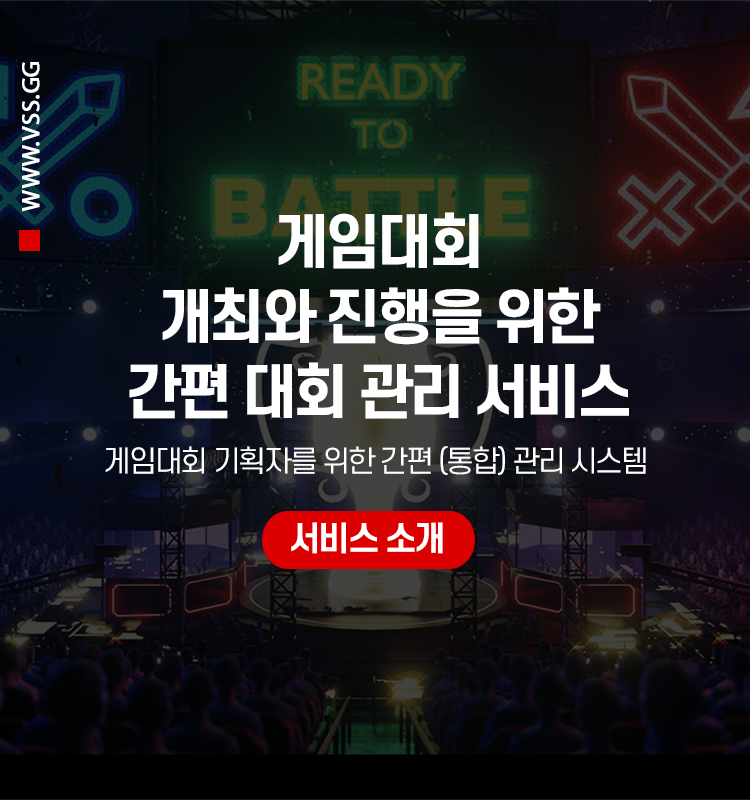 WWW.VSS.GG
READY
TO
BATTLE
게임대회
개최와 진행을 위한
간편 대회 관리 서비스
게임대회 기획자를 위한 간편 (통합) 관리 시스템
서비스 소개